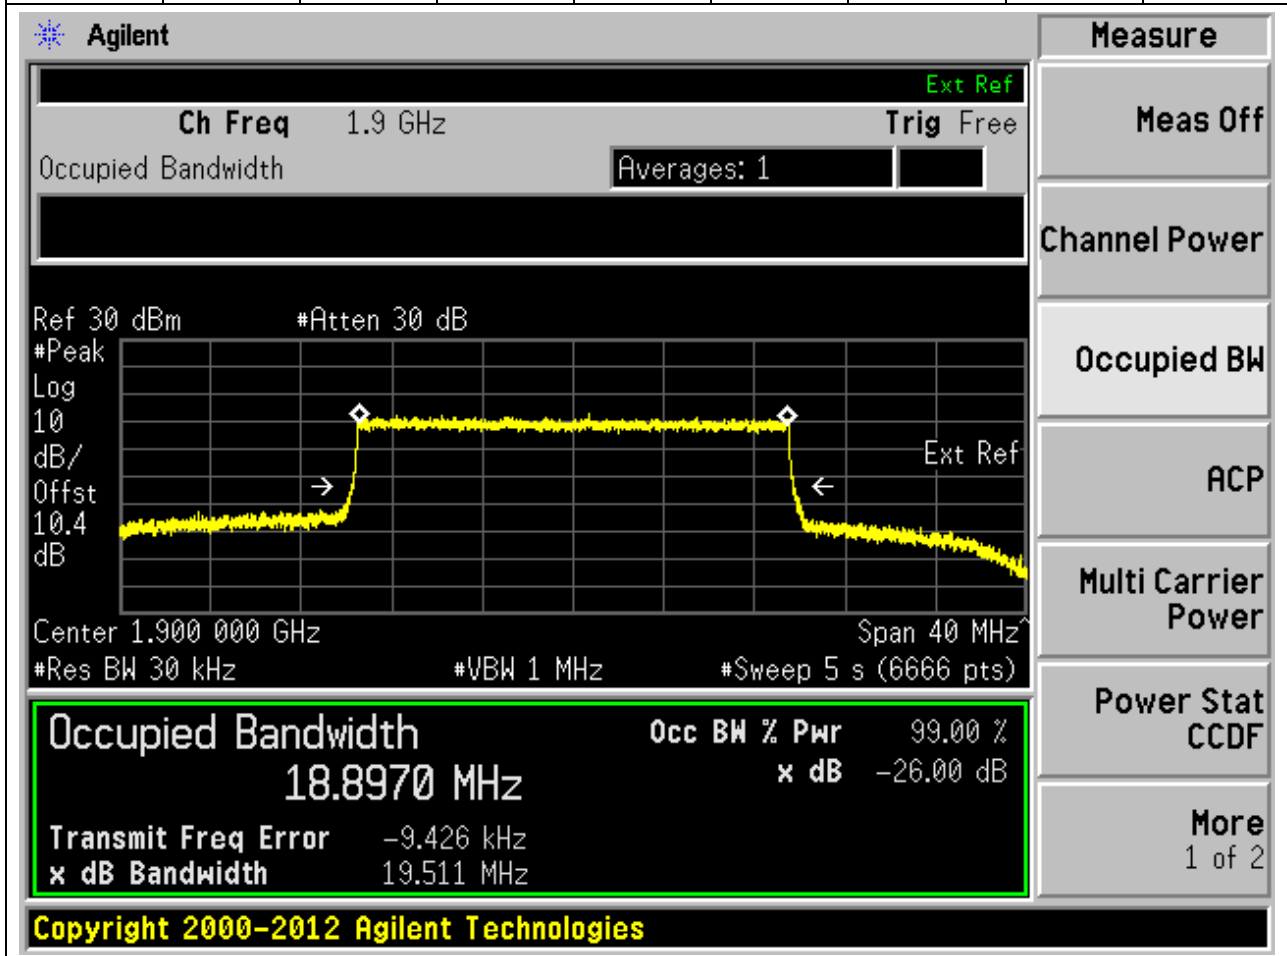 Agilent
Measure
Ext Ref
Ch Freq 1.9 GHz Trig Free
Meas Off
Occupied Bandwidth Averages: 1
Channel Power
Ref 30 dBm #Atten 30 dB
#Peak
Log
10
dB/
Offst
10.4
dB
Ext Ref
Occupied BW
ACP
Center 1.900 000 GHz Span 40 MHz^
#Res BW 30 kHz #VBW 1 MHz #Sweep 5 s (6666 pts)
Multi Carrier
Power
Occupied Bandwidth Occ BW % Pwr 99.00 %
18.8970 MHz x dB -26.00 dB
Transmit Freq Error -9.426 kHz
x dB Bandwidth 19.511 MHz
Power Stat
CCDF
More
1 of 2
Copyright 2000-2012 Agilent Technologies